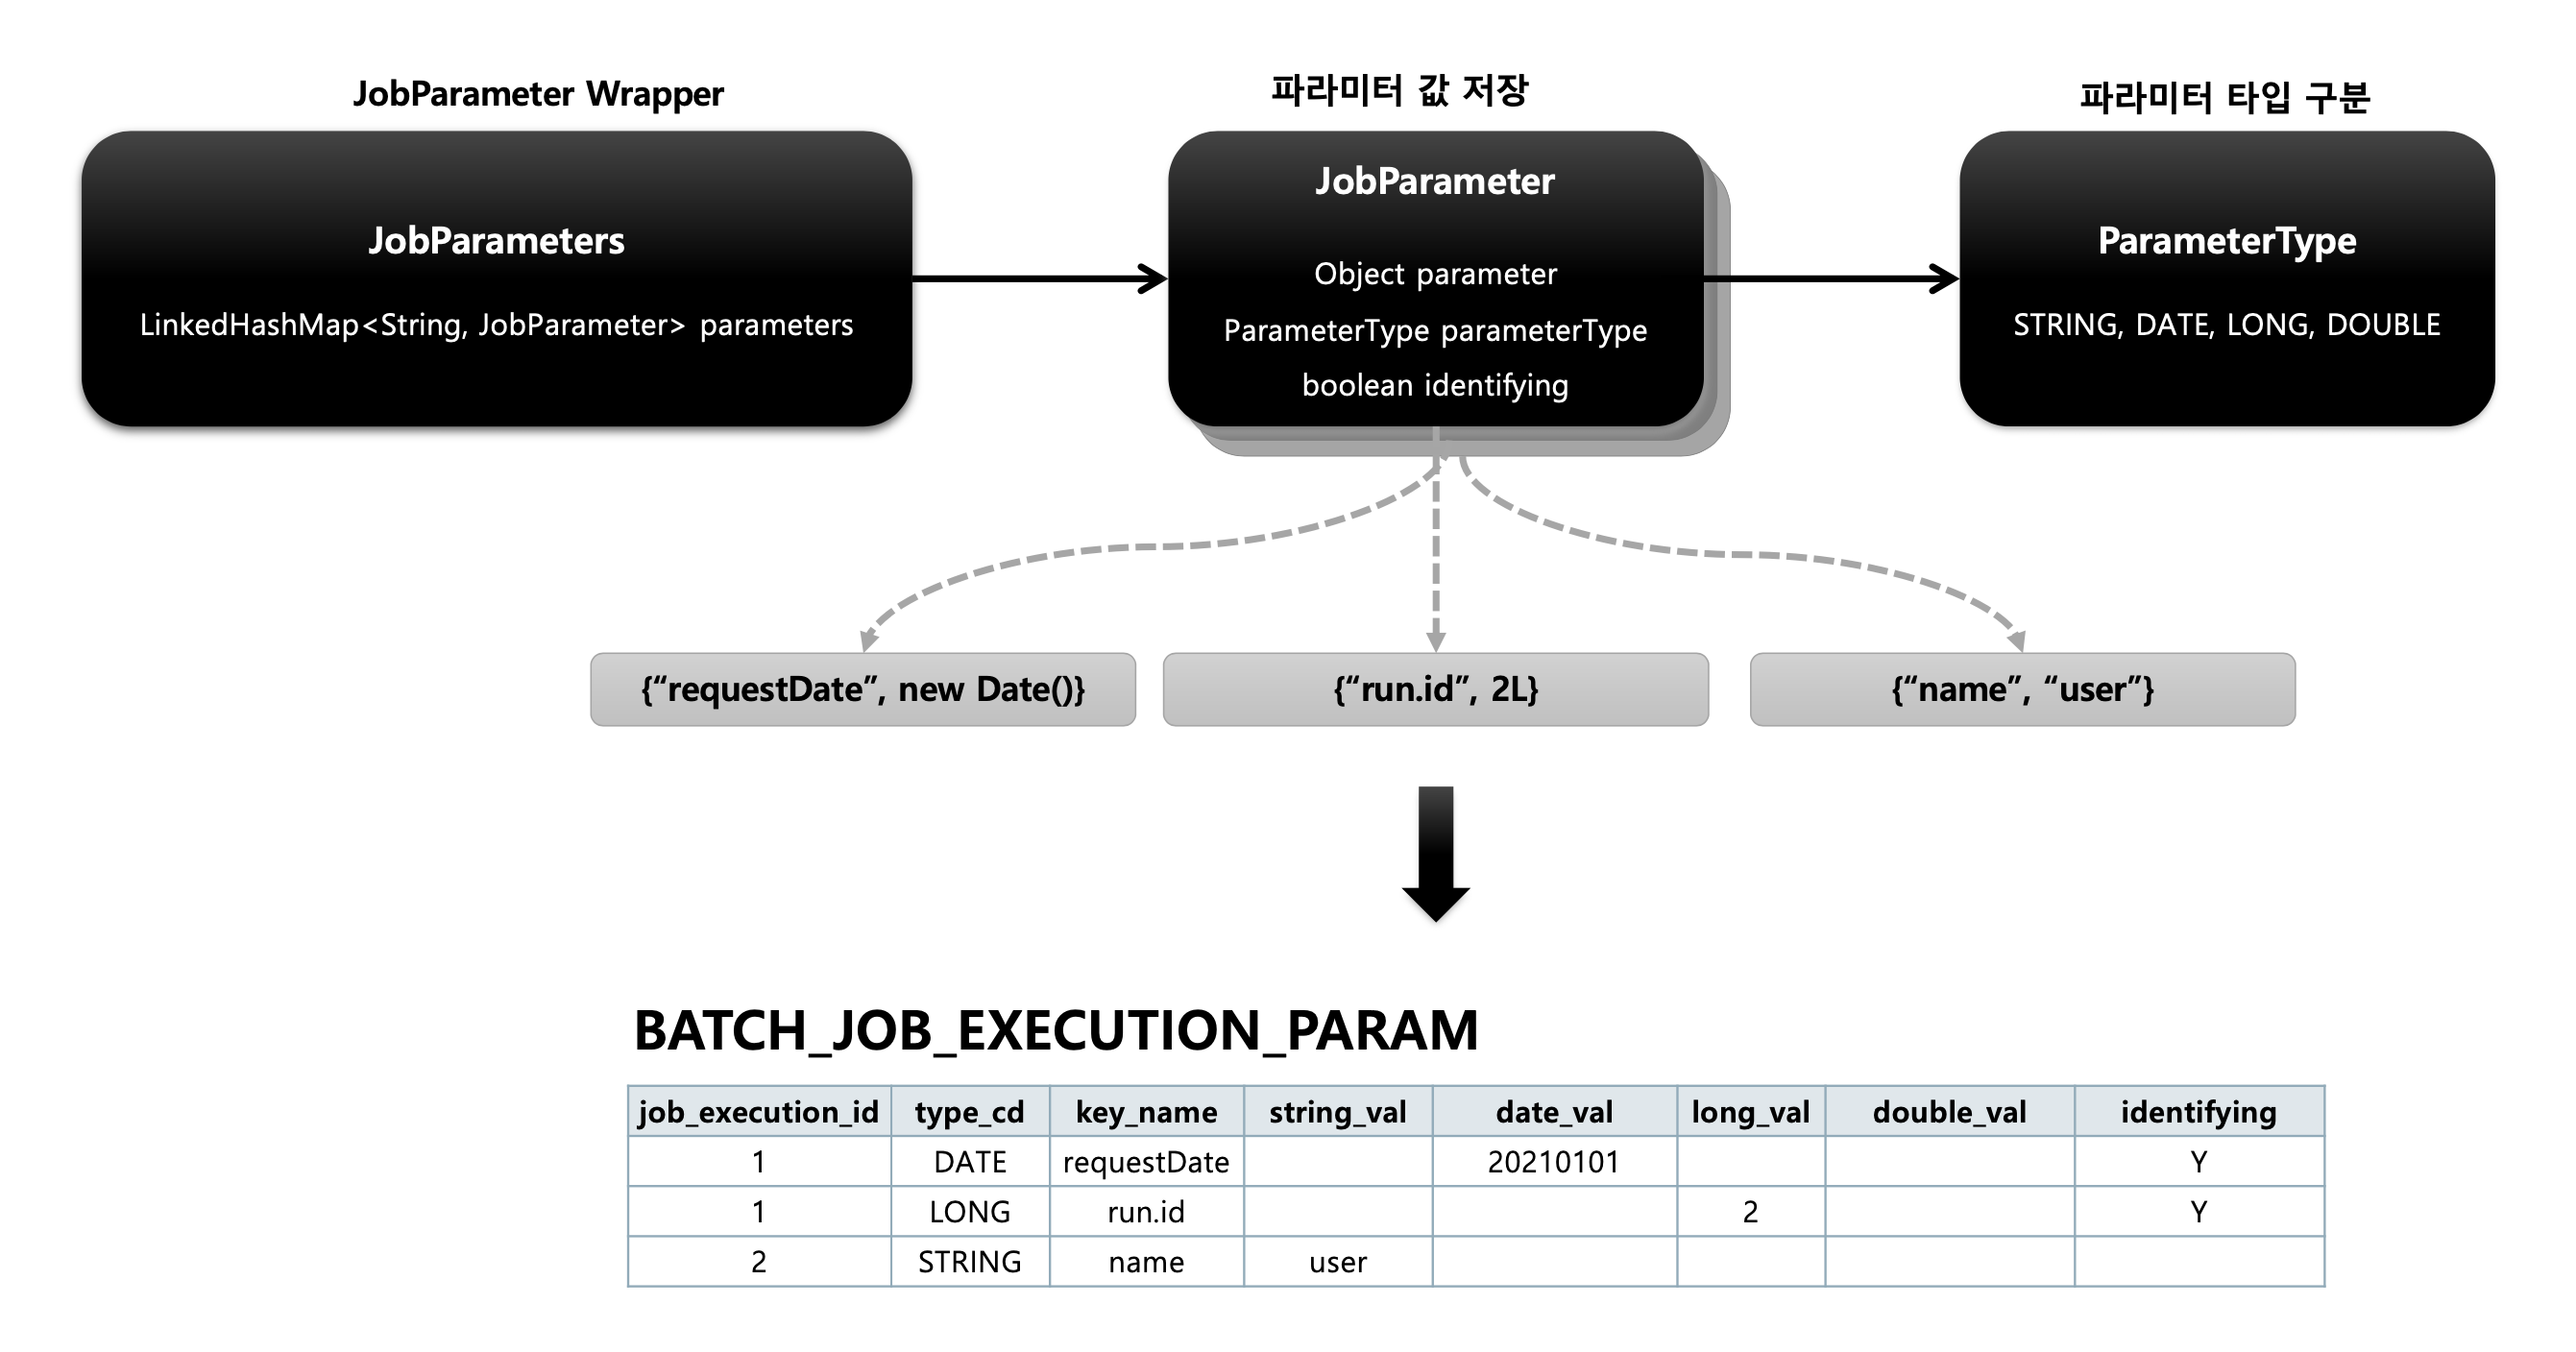 JobParameter Wrapper
파라미터 값 저장
파라미터 타입 구분
JobParameters
LinkedHashMap<String, JobParameter> parameters
JobParameter
Object parameter
ParameterType parameterType
boolean identifying
ParameterType
STRING, DATE, LONG, DOUBLE
{“requestDate”, new Date()}
{“run.id”, 2L}
{“name”, “user”}
BATCH_JOB_EXECUTION_PARAM
job_execution_id type_cd key_name string_val date_val long_val double_val identifying
1 DATE requestDate 20210101 Y
1 LONG run.id 2 Y
2 STRING name user